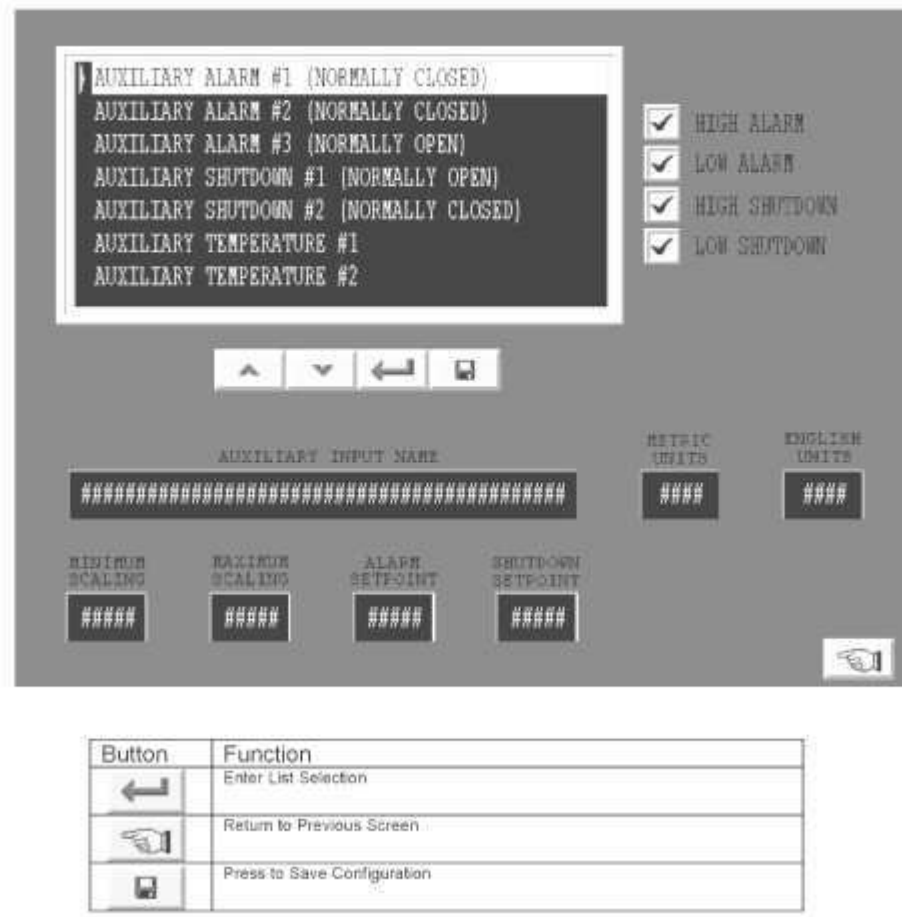 AUXILIARY ALARM #1 (NORMALLY CLOSED)
AUXILIARY ALARM #2 (NORMALLY CLOSED)
AUXILIARY ALARM #3 (NORMALLY OPEN)
AUXILIARY SHUTDOWN #1 (NORMALLY OPEN)
AUXILIARY SHUTDOWN #2 (NORMALLY CLOSED)
AUXILIARY TEMPERATURE #1
AUXILIARY TEMPERATURE #2
HIGH ALARM
LOW ALARM
HIGH SHUTDOWN
LOW SHUTDOWN
AUXILIARY INPUT NAME
############################################
METRIC
UNITS
####
ENGLISH
UNITS
####
MINIMUM
SCALING
#####
MAXIMUM
SCALING
#####
ALARM
SETPOINT
#####
SHUTDOWN
SETPOINT
#####
Button Function
Enter List Selection
Return to Previous Screen
Press to Save Configuration